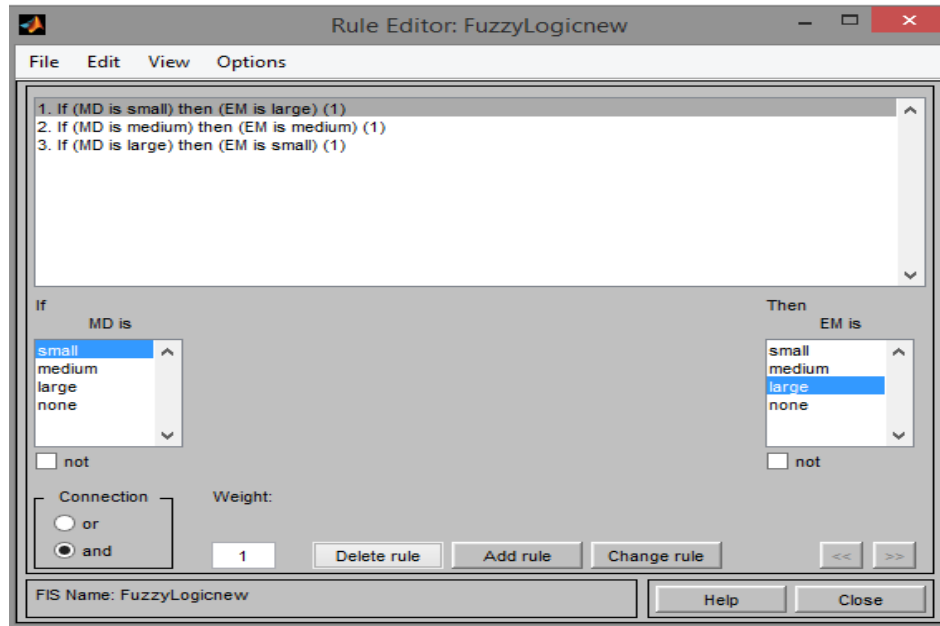 Rule Editor: FuzzyLogicnew
File Edit View Options
1. If (MD is small) then (EM is large) (1)
2. If (MD is medium) then (EM is medium) (1)
3. If (MD is large) then (EM is small) (1)
If
MD is
small
medium
large
none
not
Then
EM is
small
medium
large
none
not
Connection
or
and
Weight:
1
Delete rule
Add rule
Change rule
<<
>>
FIS Name: FuzzyLogicnew
Help
Close